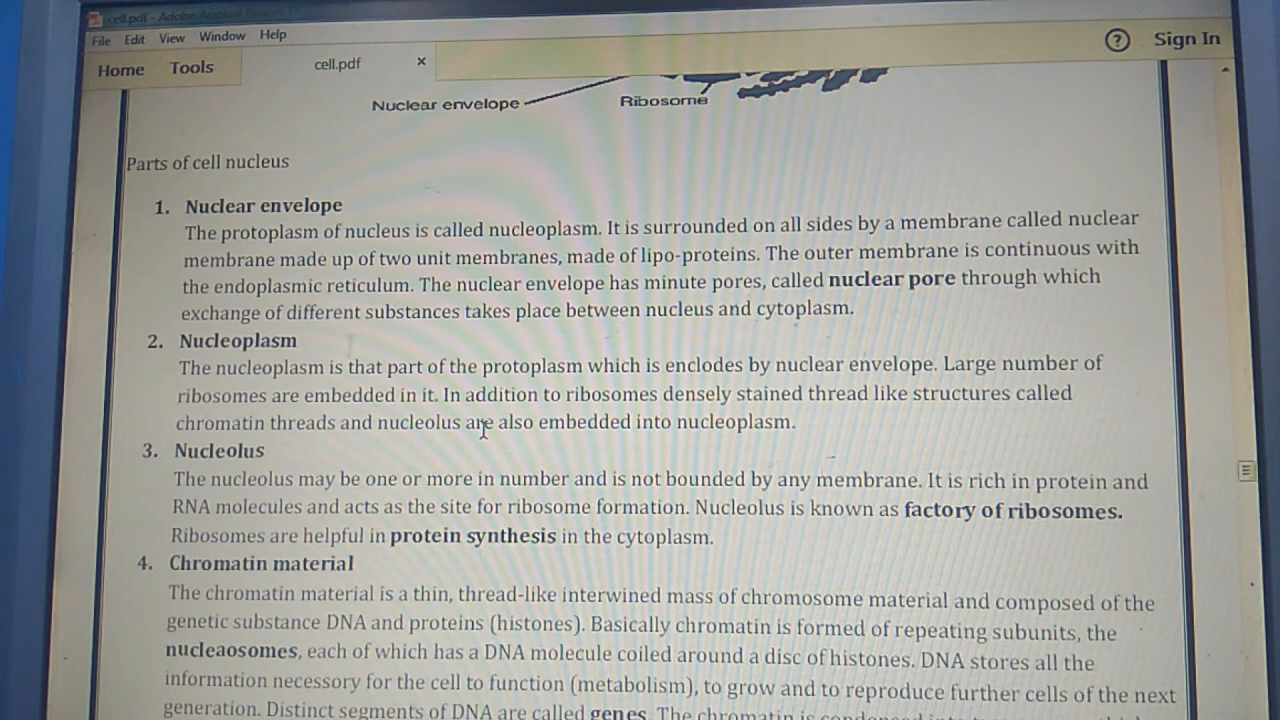 cell.pdf - Adobe Acrobat Reader
File Edit View Window Help
Home Tools cell.pdf × ? Sign In
Nuclear envelope Ribosome
Parts of cell nucleus
1. Nuclear envelope
The protoplasm of nucleus is called nucleoplasm. It is surrounded on all sides by a membrane called nuclear
membrane made up of two unit membranes, made of lipo-proteins. The outer membrane is continuous with
the endoplasmic reticulum. The nuclear envelope has minute pores, called nuclear pore through which
exchange of different substances takes place between nucleus and cytoplasm.
2. Nucleoplasm
The nucleoplasm is that part of the protoplasm which is enclodes by nuclear envelope. Large number of
ribosomes are embedded in it. In addition to ribosomes densely stained thread like structures called
chromatin threads and nucleolus are also embedded into nucleoplasm.
3. Nucleolus
The nucleolus may be one or more in number and is not bounded by any membrane. It is rich in protein and
RNA molecules and acts as the site for ribosome formation. Nucleolus is known as factory of ribosomes.
Ribosomes are helpful in protein synthesis in the cytoplasm.
4. Chromatin material
The chromatin material is a thin, thread-like interwined mass of chromosome material and composed of the
genetic substance DNA and proteins (histones). Basically chromatin is formed of repeating subunits, the
nucleaosomes, each of which has a DNA molecule coiled around a disc of histones. DNA stores all the
information necessary for the cell to function (metabolism), to grow and to reproduce further cells of the next
generation. Distinct segments of DNA are called genes. The chromatin is